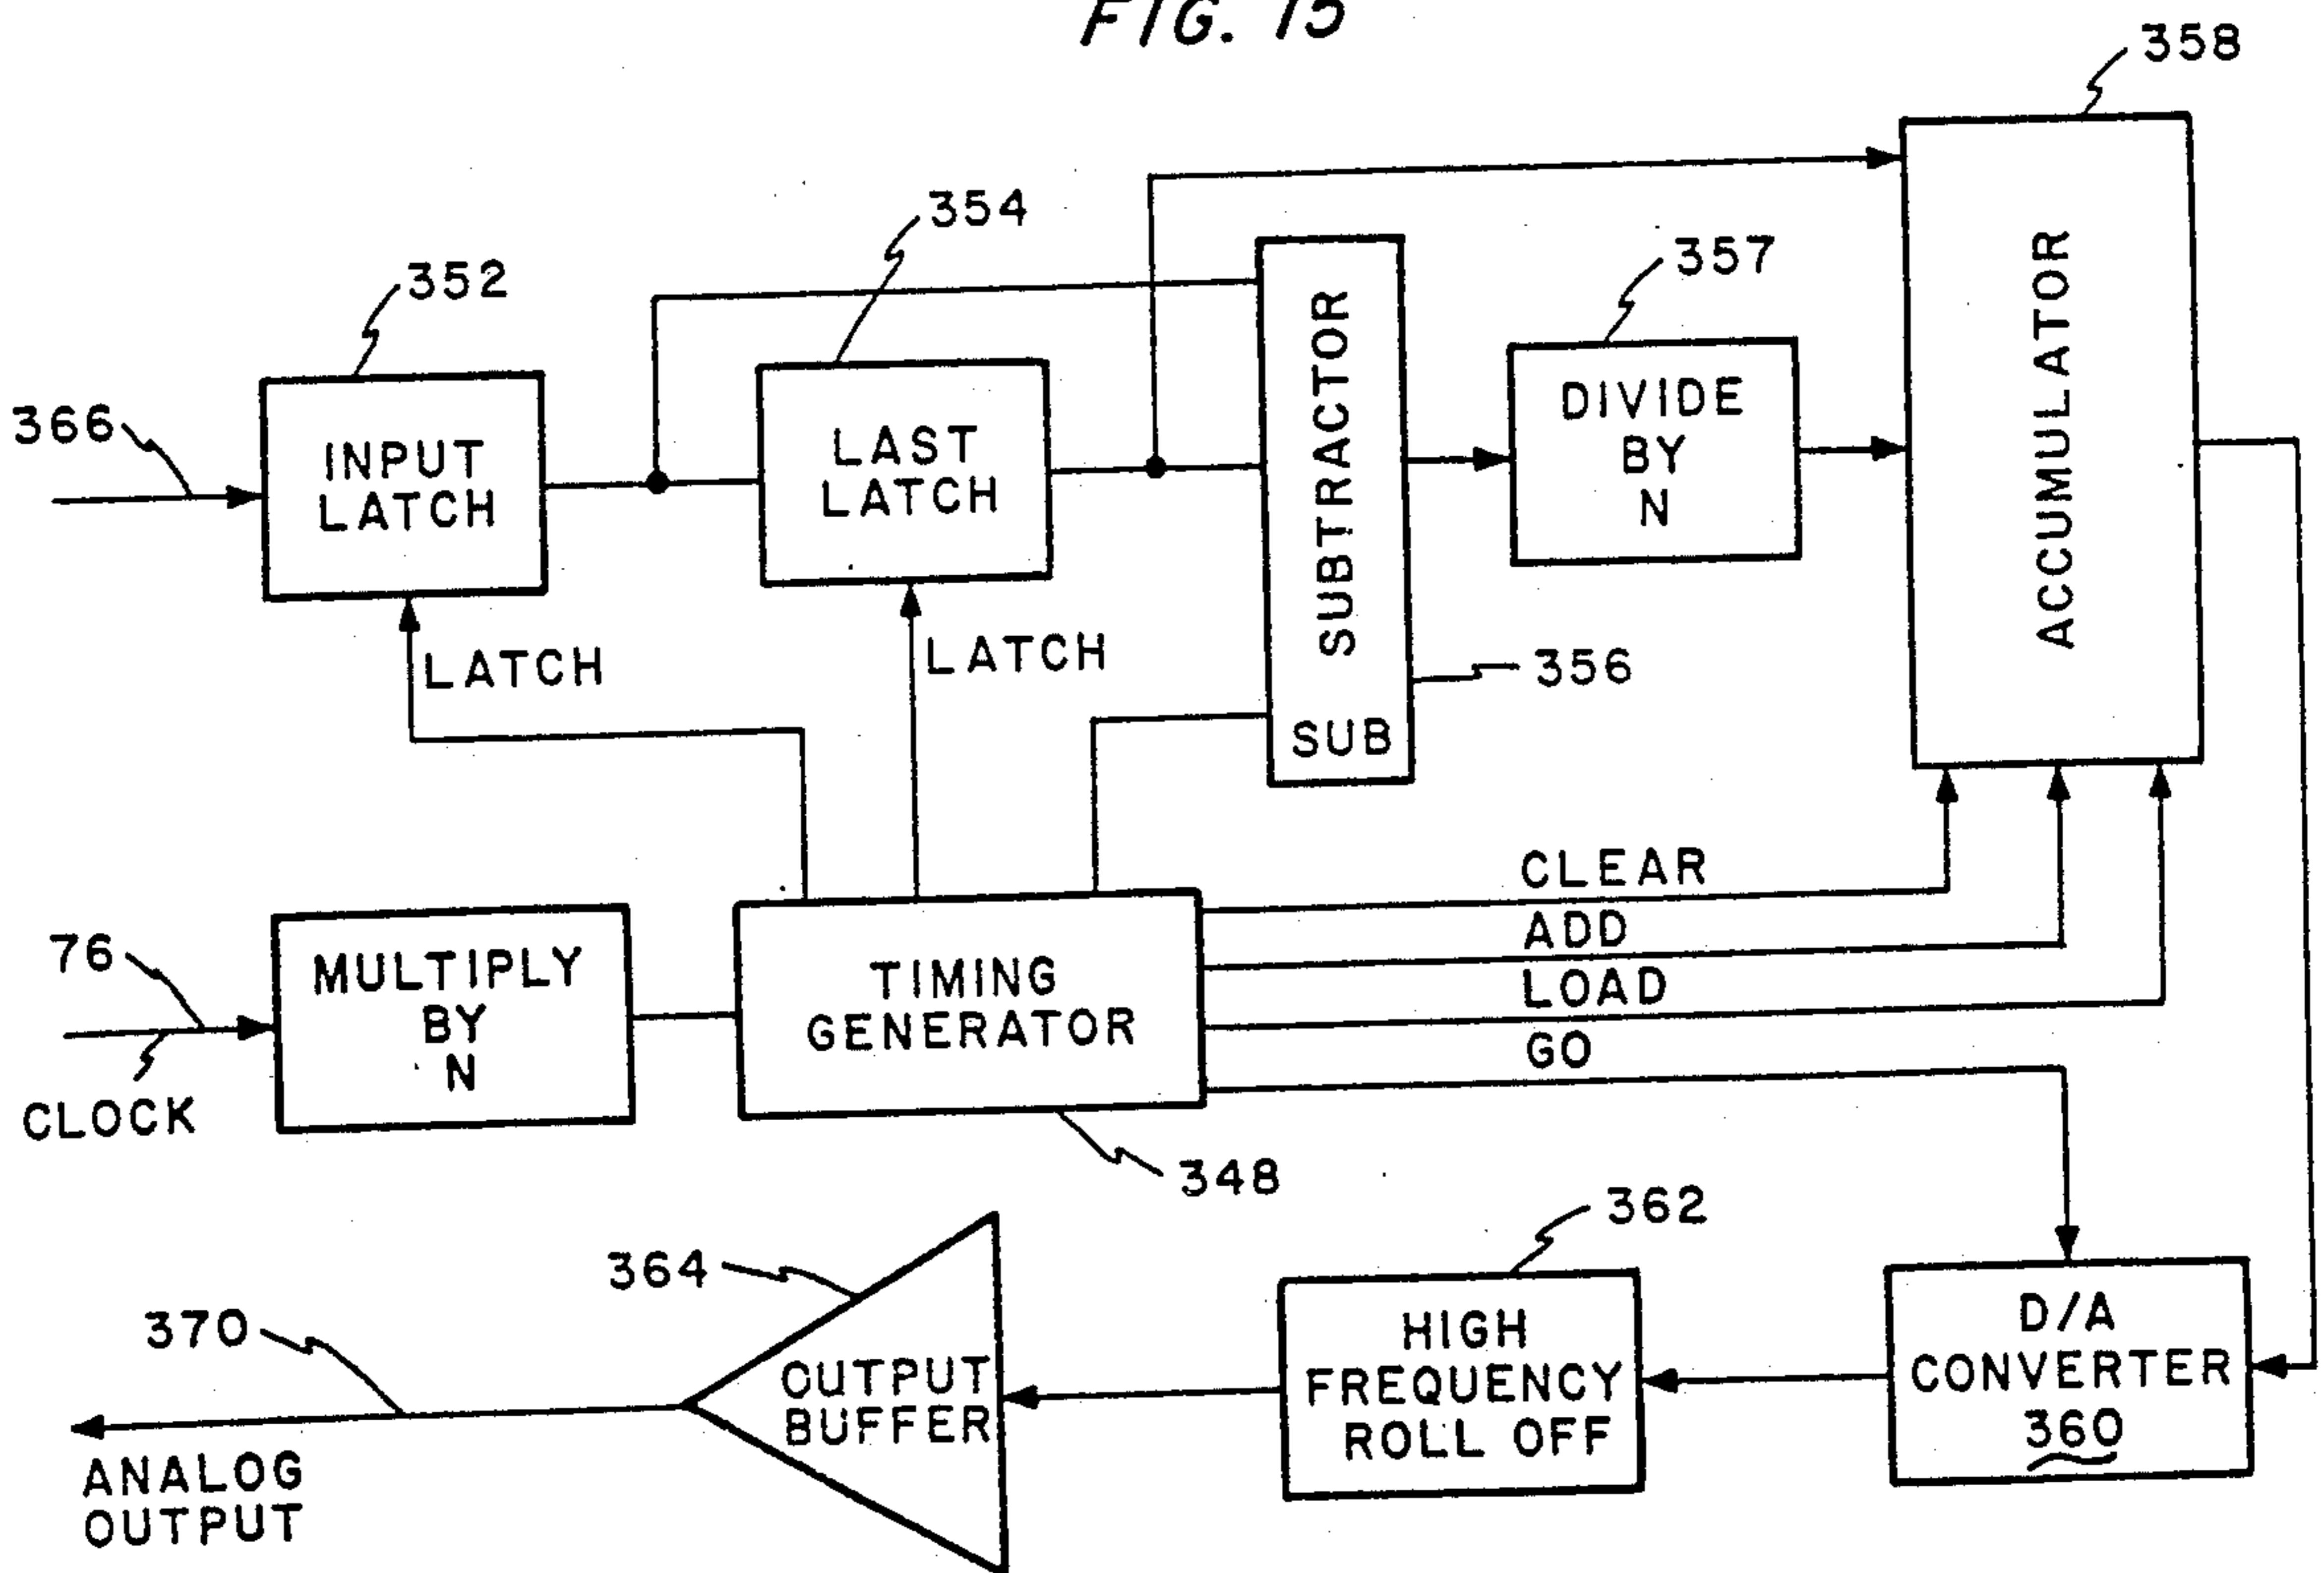 FIG. 15
358
354
352
357
366
INPUT
LATCH
LAST
LATCH
SUBTRACTOR
SUB
DIVIDE
BY
N
ACCUMULATOR
LATCH
LATCH
356
76
CLOCK
MULTIPLY
BY
N
TIMING
GENERATOR
CLEAR
ADD
LOAD
GO
348
362
364
370
ANALOG
OUTPUT
OUTPUT
BUFFER
HIGH
FREQUENCY
ROLL OFF
D/A
CONVERTER
360